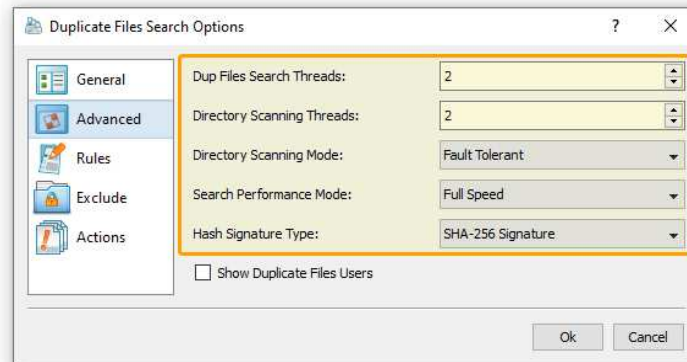 Duplicate Files Search Options
?
General
Advanced
Rules
Exclude
Actions
Dup Files Search Threads: 2
Directory Scanning Threads: 2
Directory Scanning Mode: Fault Tolerant
Search Performance Mode: Full Speed
Hash Signature Type: SHA-256 Signature
Show Duplicate Files Users
Ok Cancel